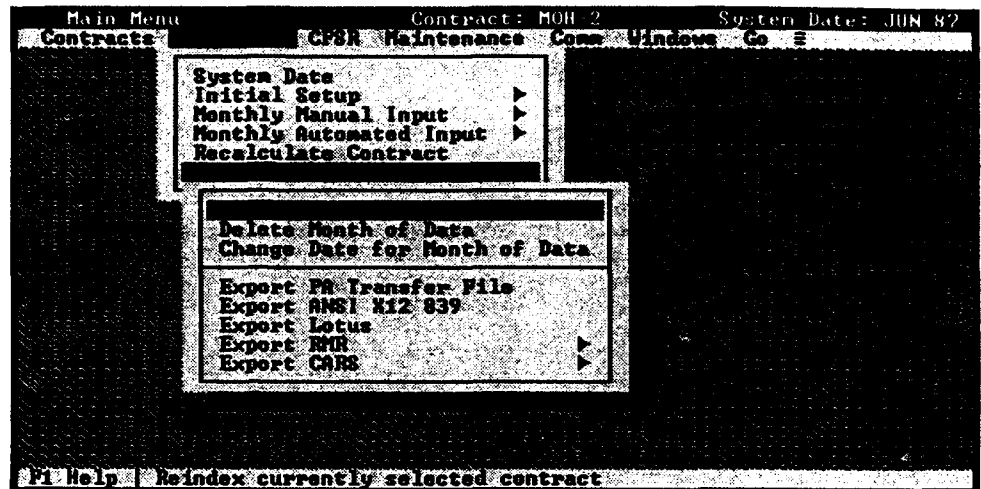 Main Menu Contract: MOH-2 System Date: JUN 87
Contracts CPSR Maintenance Comm Windows Go ≡
System Data
Initial Setup ►
Monthly Manual Input ►
Monthly Automated Input ►
Recalculate Contract
Delete Month of Data
Change Date for Month of Data
Export PA Transfer File
Export ANSI X12 839
Export Lotus
Export RMR ►
Export CARS ►
F1 Help | Reindex currently selected contract